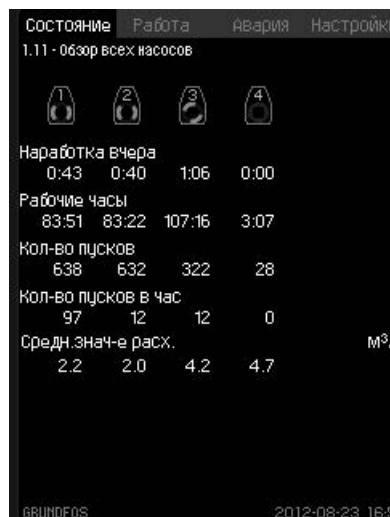 Состояние Работа Авария Настройки
1.11 - Обзор всех насосов
1 2 3 4
Наработка вчера
0:43 0:40 1:06 0:00
Рабочие часы
83:51 83:22 107:16 3:07
Кол-во пусков
638 632 322 28
Кол-во пусков в час
97 12 12 0
Средн.знач-е расх. м³
2.2 2.0 4.2 4.7
GRUNDFOS 2012-08-23 16: